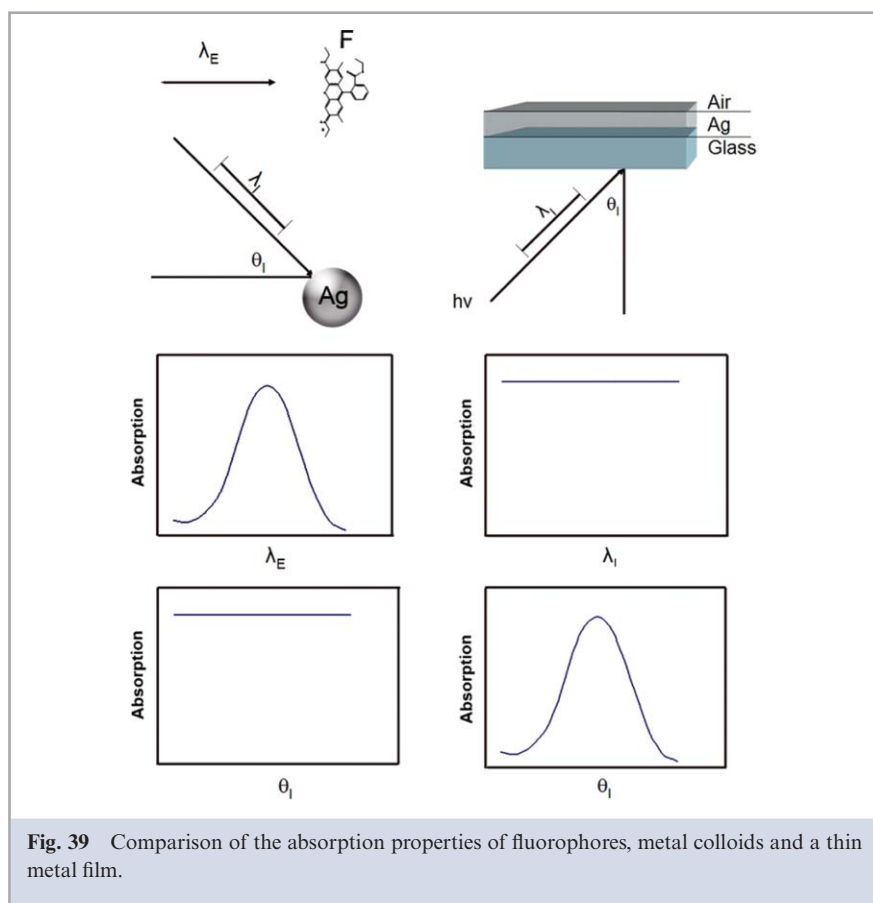 λE
F
λI
θI
Ag
Air
Ag
Glass
λI
θI
hν
Absorption
λE
Absorption
λI
Absorption
θI
Absorption
θI
Fig. 39 Comparison of the absorption properties of fluorophores, metal colloids and a thin
metal film.